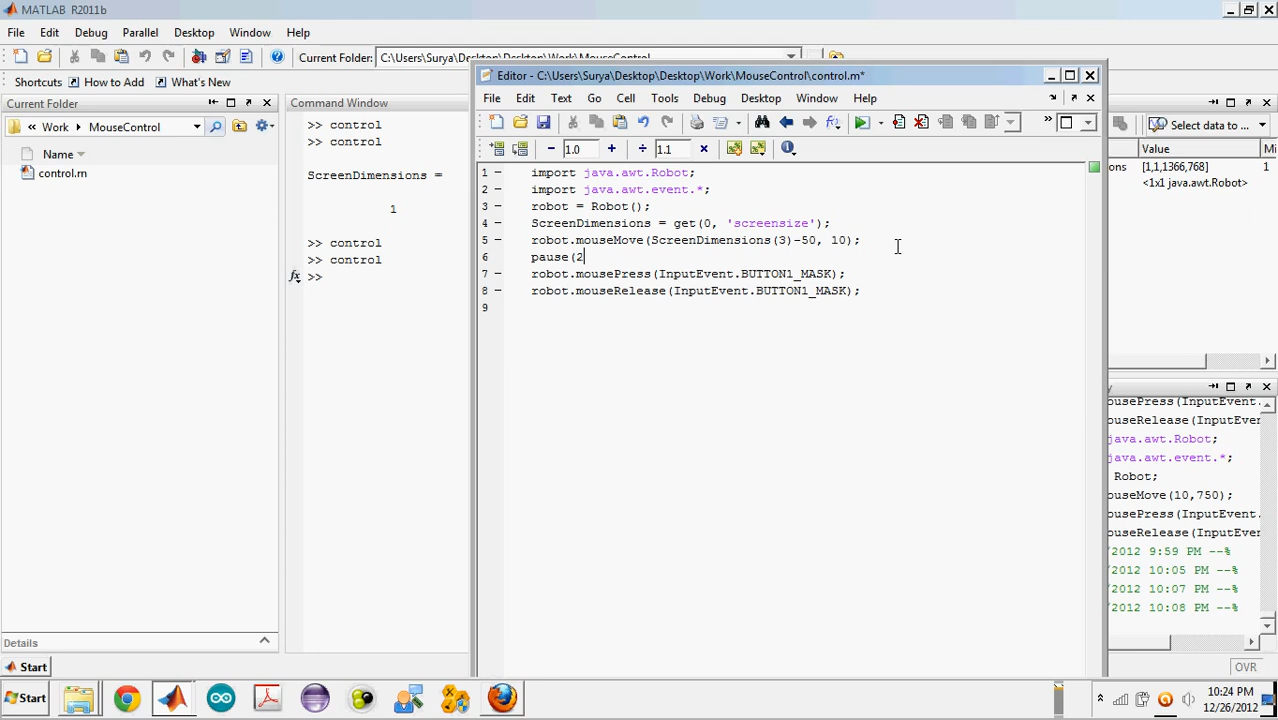 MATLAB R2011b
File Edit Debug Parallel Desktop Window Help
Current Folder: C:\Users\Surya\Desktop\Desktop\Work\MouseControl
Shortcuts How to Add What's New
Current Folder
Work MouseControl
Name
control.m
Details
Command Window
>> control
>> control
ScreenDimensions =
1
>> control
>> control
fx >>
Editor - C:\Users\Surya\Desktop\Desktop\Work\MouseControl\control.m*
File Edit Text Go Cell Tools Debug Desktop Window Help
− 1.0 + ÷ 1.1 ×
1 − import java.awt.Robot;
2 − import java.awt.event.*;
3 − robot = Robot();
4 − ScreenDimensions = get(0, 'screensize');
5 − robot.mouseMove(ScreenDimensions(3)-50, 10);
6 pause(2
7 − robot.mousePress(InputEvent.BUTTON1_MASK);
8 − robot.mouseRelease(InputEvent.BUTTON1_MASK);
9
Select data to ...
Value Mi
ons [1,1,1366,768] 1
<1x1 java.awt.Robot>
y
ousePress(InputEvent.
ouseRelease(InputEven
java.awt.Robot;
java.awt.event.*;
Robot;
ouseMove(10,750);
ousePress(InputEvent.
ouseRelease(InputEven
/2012 9:59 PM --%
/2012 10:05 PM --%
/2012 10:07 PM --%
/2012 10:08 PM --%
Start
OVR
Start
10:24 PM
12/26/2012